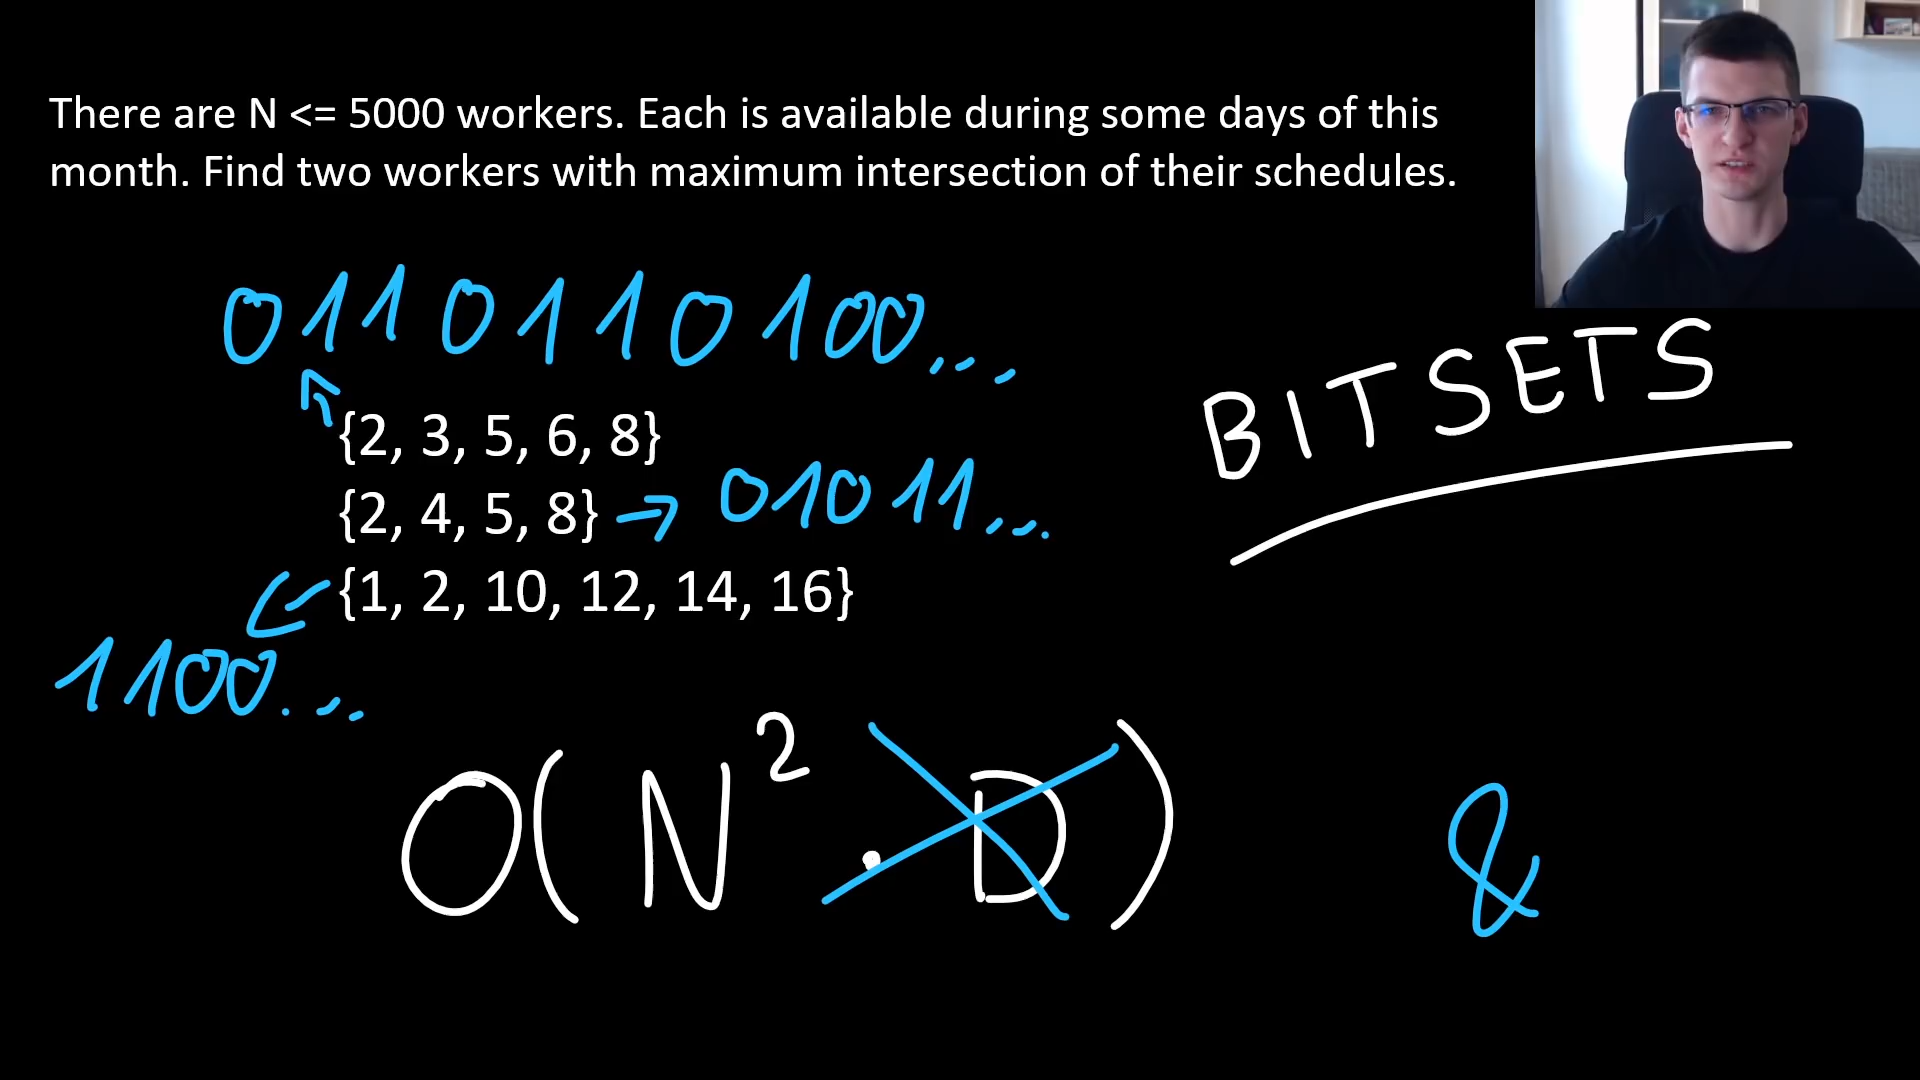 There are N <= 5000 workers. Each is available during some days of this
month. Find two workers with maximum intersection of their schedules.
0110110100...
BITSETS
{2, 3, 5, 6, 8}
{2, 4, 5, 8} → 01011...
{1, 2, 10, 12, 14, 16}
1100...
O(N² · D)
&